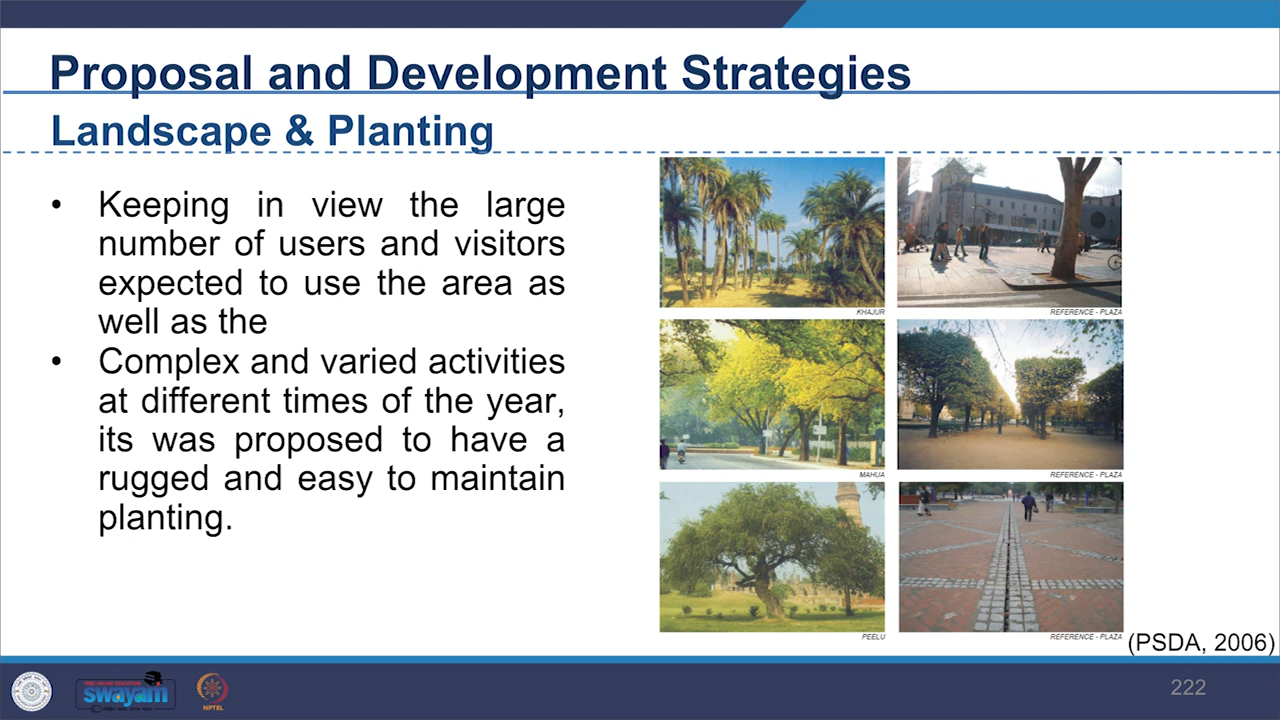 Proposal and Development Strategies
Landscape & Planting
• Keeping in view the large
number of users and visitors
expected to use the area as
well as the
• Complex and varied activities
at different times of the year,
its was proposed to have a
rugged and easy to maintain
planting.
KHAJUR
REFERENCE - PLAZA
MAHUA
REFERENCE - PLAZA
PEELU
REFERENCE - PLAZA
(PSDA, 2006)
swayam
NPTEL
222